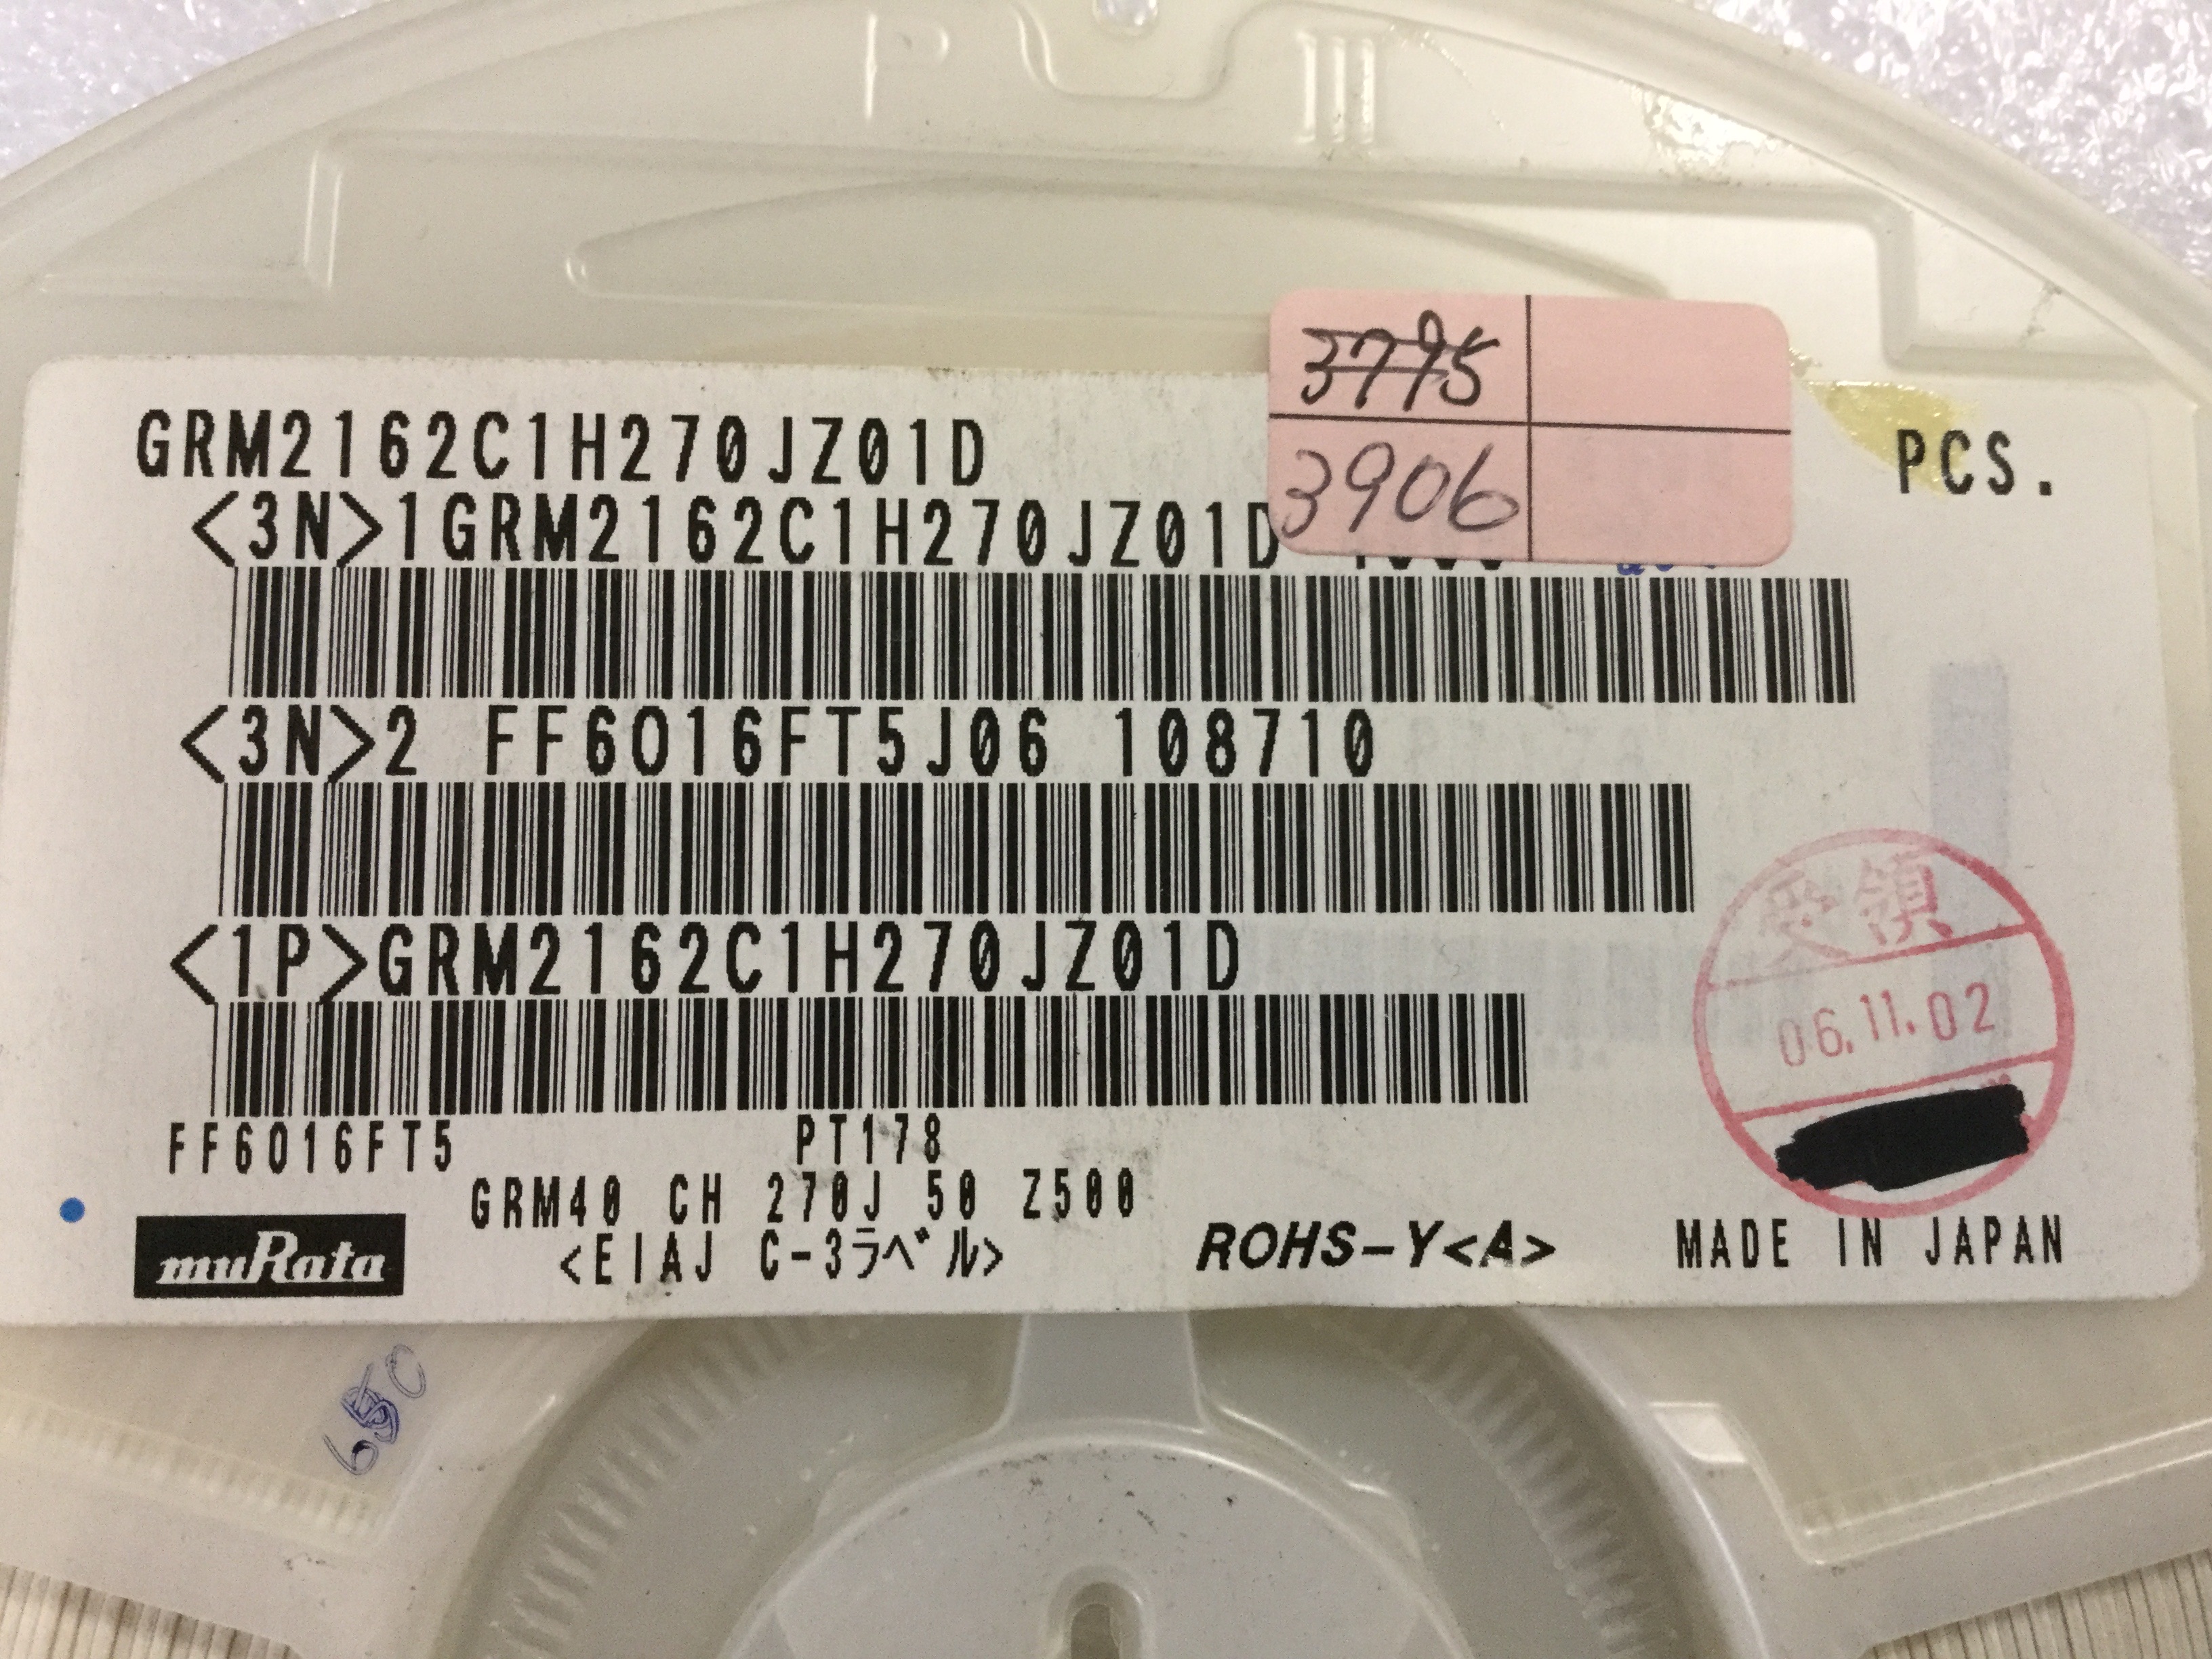 3795
GRM2162C1H270JZ01D
PCS.
3906
<3N>1GRM2162C1H270JZ01D
<3N>2 FF6016FT5J06 108710
受領
<1P>GRM2162C1H270JZ01D
06.11.02
FF6016FT5
PT178
GRM40 CH 270J 50 Z500
muRata
<EIAJ C-3ラベル>
ROHS-Y<A>
MADE IN JAPAN